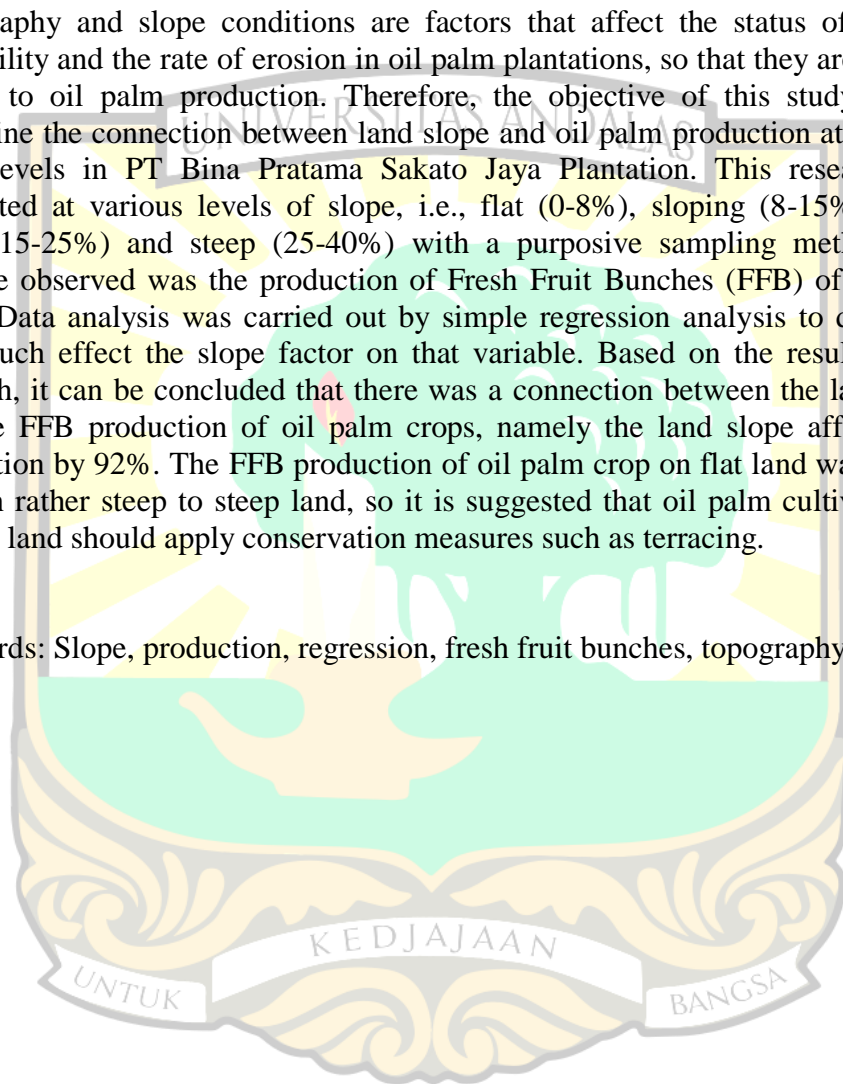 aphy and slope conditions are factors that affect the status of
ility and the rate of erosion in oil palm plantations, so that they are
to oil palm production. Therefore, the objective of this study
ine the connection between land slope and oil palm production at
evels in PT Bina Pratama Sakato Jaya Plantation. This resea
ted at various levels of slope, i.e., flat (0-8%), sloping (8-15%
15-25%) and steep (25-40%) with a purposive sampling meth
e observed was the production of Fresh Fruit Bunches (FFB) of
Data analysis was carried out by simple regression analysis to d
uch effect the slope factor on that variable. Based on the resul
h, it can be concluded that there was a connection between the la
e FFB production of oil palm crops, namely the land slope aff
tion by 92%. The FFB production of oil palm crop on flat land wa
n rather steep to steep land, so it is suggested that oil palm cultiv
land should apply conservation measures such as terracing.
rds: Slope, production, regression, fresh fruit bunches, topography
UNIVERSITAS ANDALAS
KEDJAJAAN
UNTUK
BANGSA